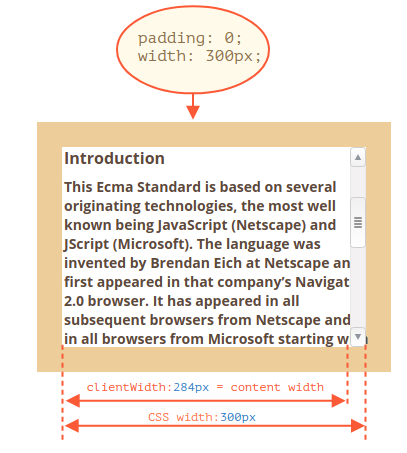 padding: 0;
width: 300px;
Introduction
This Ecma Standard is based on several
originating technologies, the most well
known being JavaScript (Netscape) and
JScript (Microsoft). The language was
invented by Brendan Eich at Netscape an
first appeared in that company’s Navigat
2.0 browser. It has appeared in all
subsequent browsers from Netscape and
in all browsers from Microsoft starting w
clientWidth:284px = content width
CSS width:300px